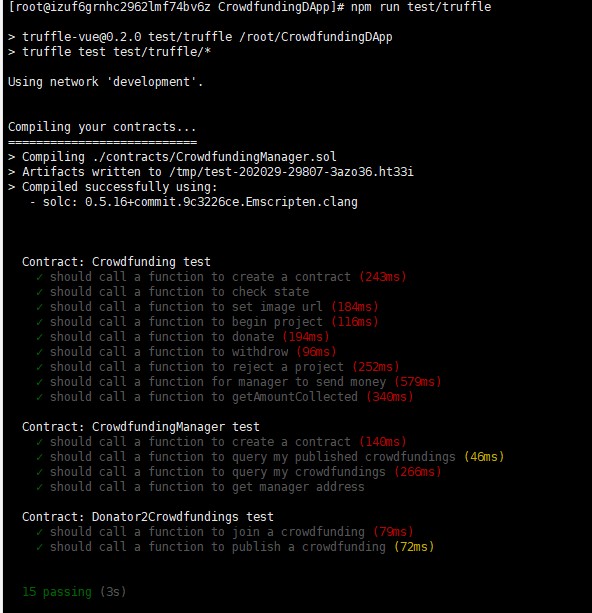 [root@izuf6grnhc2962lmf74bv6z CrowdfundingDApp]# npm run test/truffle
> truffle-vue@0.2.0 test/truffle /root/CrowdfundingDApp
> truffle test test/truffle/*
Using network 'development'.
Compiling your contracts...
===========================
> Compiling ./contracts/CrowdfundingManager.sol
> Artifacts written to /tmp/test-202029-29807-3azo36.ht33i
> Compiled successfully using:
- solc: 0.5.16+commit.9c3226ce.Emscripten.clang
Contract: Crowdfunding test
✓ should call a function to create a contract (243ms)
✓ should call a function to check state
✓ should call a function to set image url (184ms)
✓ should call a function to begin project (116ms)
✓ should call a function to donate (194ms)
✓ should call a function to withdrow (96ms)
✓ should call a function to reject a project (252ms)
✓ should call a function for manager to send money (579ms)
✓ should call a function to getAmountCollected (340ms)
Contract: CrowdfundingManager test
✓ should call a function to create a contract (140ms)
✓ should call a function to query my published crowdfundings (46ms)
✓ should call a function to query my crowdfundings (266ms)
✓ should call a function to get manager address
Contract: Donator2Crowdfundings test
✓ should call a function to join a crowdfunding (79ms)
✓ should call a function to publish a crowdfunding (72ms)
15 passing (3s)